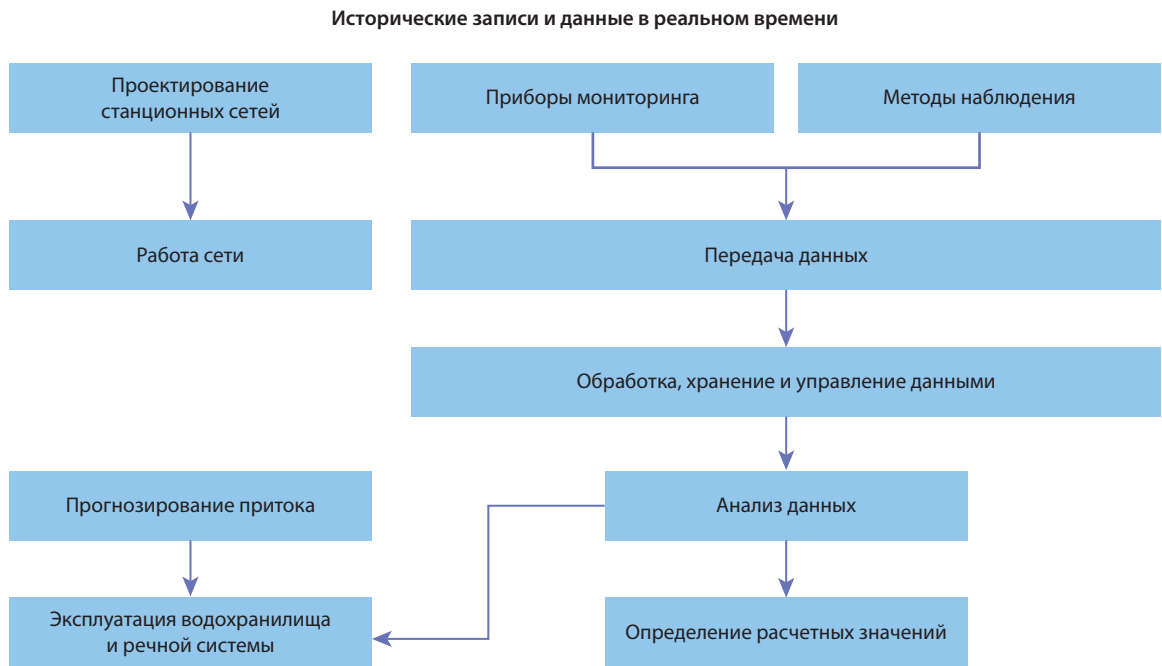 Исторические записи и данные в реальном времени
Проектирование
станционных сетей
Приборы мониторинга
Методы наблюдения
Работа сети
Передача данных
Обработка, хранение и управление данными
Прогнозирование притока
Анализ данных
Эксплуатация водохранилища
и речной системы
Определение расчетных значений